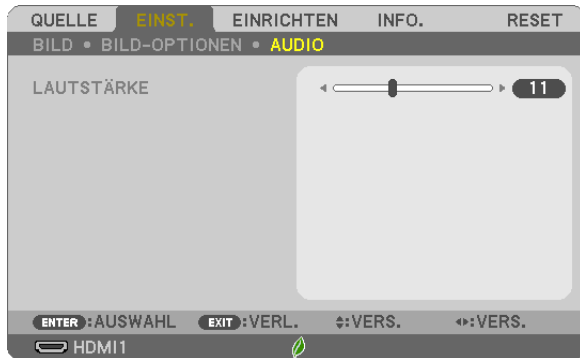 QUELLE EINST. EINRICHTEN INFO. RESET
BILD • BILD-OPTIONEN • AUDIO
LAUTSTÄRKE 11
ENTER:AUSWAHL EXIT:VERL. :VERS. :VERS.
HDMI1